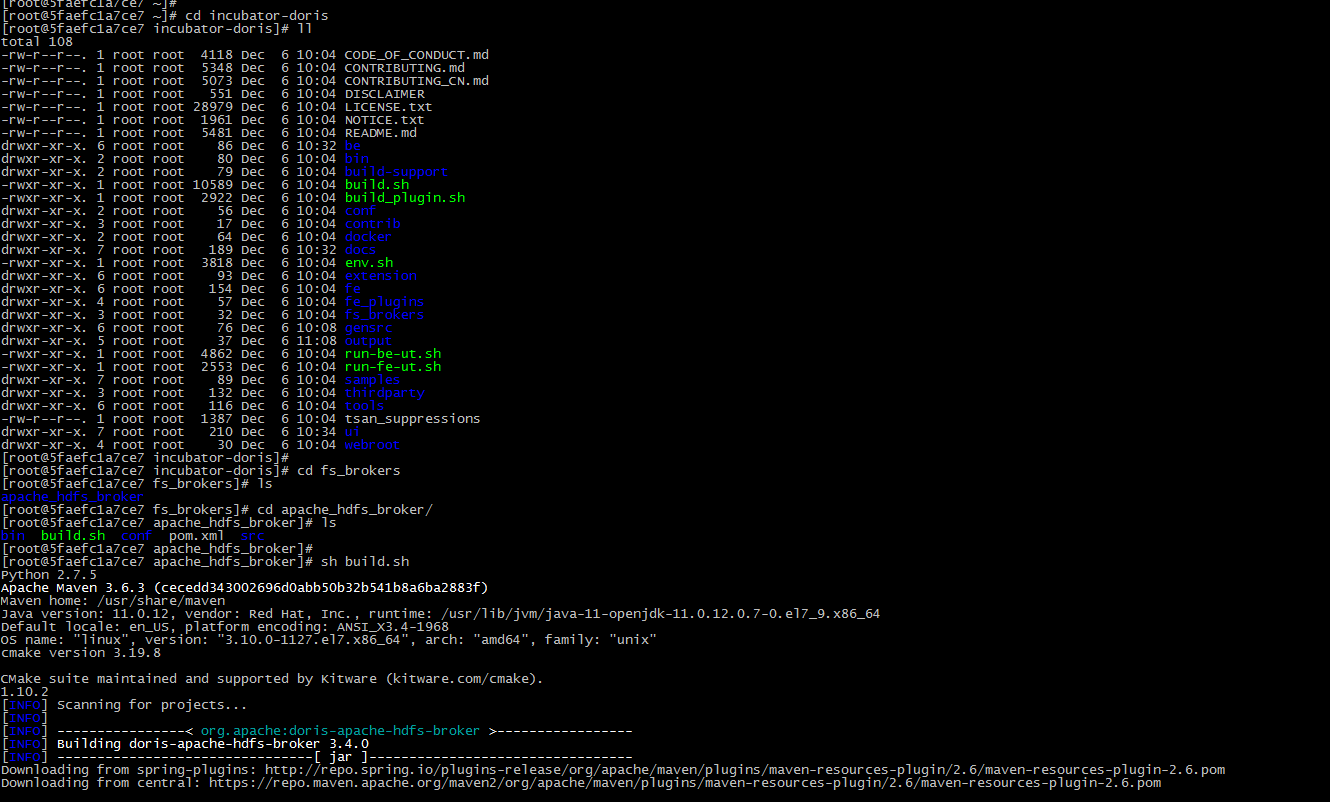 [root@5faefc1a7ce7 ~]#
[root@5faefc1a7ce7 ~]# cd incubator-doris
[root@5faefc1a7ce7 incubator-doris]# ll
total 108
-rw-r--r--. 1 root root  4118 Dec  6 10:04 CODE_OF_CONDUCT.md
-rw-r--r--. 1 root root  5348 Dec  6 10:04 CONTRIBUTING.md
-rw-r--r--. 1 root root  5073 Dec  6 10:04 CONTRIBUTING_CN.md
-rw-r--r--. 1 root root   551 Dec  6 10:04 DISCLAIMER
-rw-r--r--. 1 root root 28979 Dec  6 10:04 LICENSE.txt
-rw-r--r--. 1 root root  1961 Dec  6 10:04 NOTICE.txt
-rw-r--r--. 1 root root  5481 Dec  6 10:04 README.md
drwxr-xr-x. 6 root root    86 Dec  6 10:32 be
drwxr-xr-x. 2 root root    80 Dec  6 10:04 bin
drwxr-xr-x. 2 root root    79 Dec  6 10:04 build-support
-rwxr-xr-x. 1 root root 10589 Dec  6 10:04 build.sh
-rwxr-xr-x. 1 root root  2922 Dec  6 10:04 build_plugin.sh
drwxr-xr-x. 2 root root    56 Dec  6 10:04 conf
drwxr-xr-x. 3 root root    17 Dec  6 10:04 contrib
drwxr-xr-x. 2 root root    64 Dec  6 10:04 docker
drwxr-xr-x. 7 root root   189 Dec  6 10:32 docs
-rwxr-xr-x. 1 root root  3818 Dec  6 10:04 env.sh
drwxr-xr-x. 6 root root    93 Dec  6 10:04 extension
drwxr-xr-x. 6 root root   154 Dec  6 10:04 fe
drwxr-xr-x. 4 root root    57 Dec  6 10:04 fe_plugins
drwxr-xr-x. 3 root root    32 Dec  6 10:04 fs_brokers
drwxr-xr-x. 6 root root    76 Dec  6 10:08 gensrc
drwxr-xr-x. 5 root root    37 Dec  6 11:08 output
-rwxr-xr-x. 1 root root  4862 Dec  6 10:04 run-be-ut.sh
-rwxr-xr-x. 1 root root  2553 Dec  6 10:04 run-fe-ut.sh
drwxr-xr-x. 7 root root    89 Dec  6 10:04 samples
drwxr-xr-x. 3 root root   132 Dec  6 10:04 thirdparty
drwxr-xr-x. 6 root root   116 Dec  6 10:04 tools
-rw-r--r--. 1 root root  1387 Dec  6 10:04 tsan_suppressions
drwxr-xr-x. 7 root root   210 Dec  6 10:34 ui
drwxr-xr-x. 4 root root    30 Dec  6 10:04 webroot
[root@5faefc1a7ce7 incubator-doris]#
[root@5faefc1a7ce7 incubator-doris]# cd fs_brokers
[root@5faefc1a7ce7 fs_brokers]# ls
apache_hdfs_broker
[root@5faefc1a7ce7 fs_brokers]# cd apache_hdfs_broker/
[root@5faefc1a7ce7 apache_hdfs_broker]# ls
bin  build.sh  conf  pom.xml  src
[root@5faefc1a7ce7 apache_hdfs_broker]#
[root@5faefc1a7ce7 apache_hdfs_broker]# sh build.sh
Python 2.7.5
Apache Maven 3.6.3 (cecedd343002696d0abb50b32b541b8a6ba2883f)
Maven home: /usr/share/maven
Java version: 11.0.12, vendor: Red Hat, Inc., runtime: /usr/lib/jvm/java-11-openjdk-11.0.12.0.7-0.el7_9.x86_64
Default locale: en_US, platform encoding: ANSI_X3.4-1968
OS name: "linux", version: "3.10.0-1127.el7.x86_64", arch: "amd64", family: "unix"
cmake version 3.19.8
CMake suite maintained and supported by Kitware (kitware.com/cmake).
1.10.2
[INFO] Scanning for projects...
[INFO]
[INFO] ----------------< org.apache:doris-apache-hdfs-broker >-----------------
[INFO] Building doris-apache-hdfs-broker 3.4.0
[INFO] --------------------------------[ jar ]---------------------------------
Downloading from spring-plugins: http://repo.spring.io/plugins-release/org/apache/maven/plugins/maven-resources-plugin/2.6/maven-resources-plugin-2.6.pom
Downloading from central: https://repo.maven.apache.org/maven2/org/apache/maven/plugins/maven-resources-plugin/2.6/maven-resources-plugin-2.6.pom